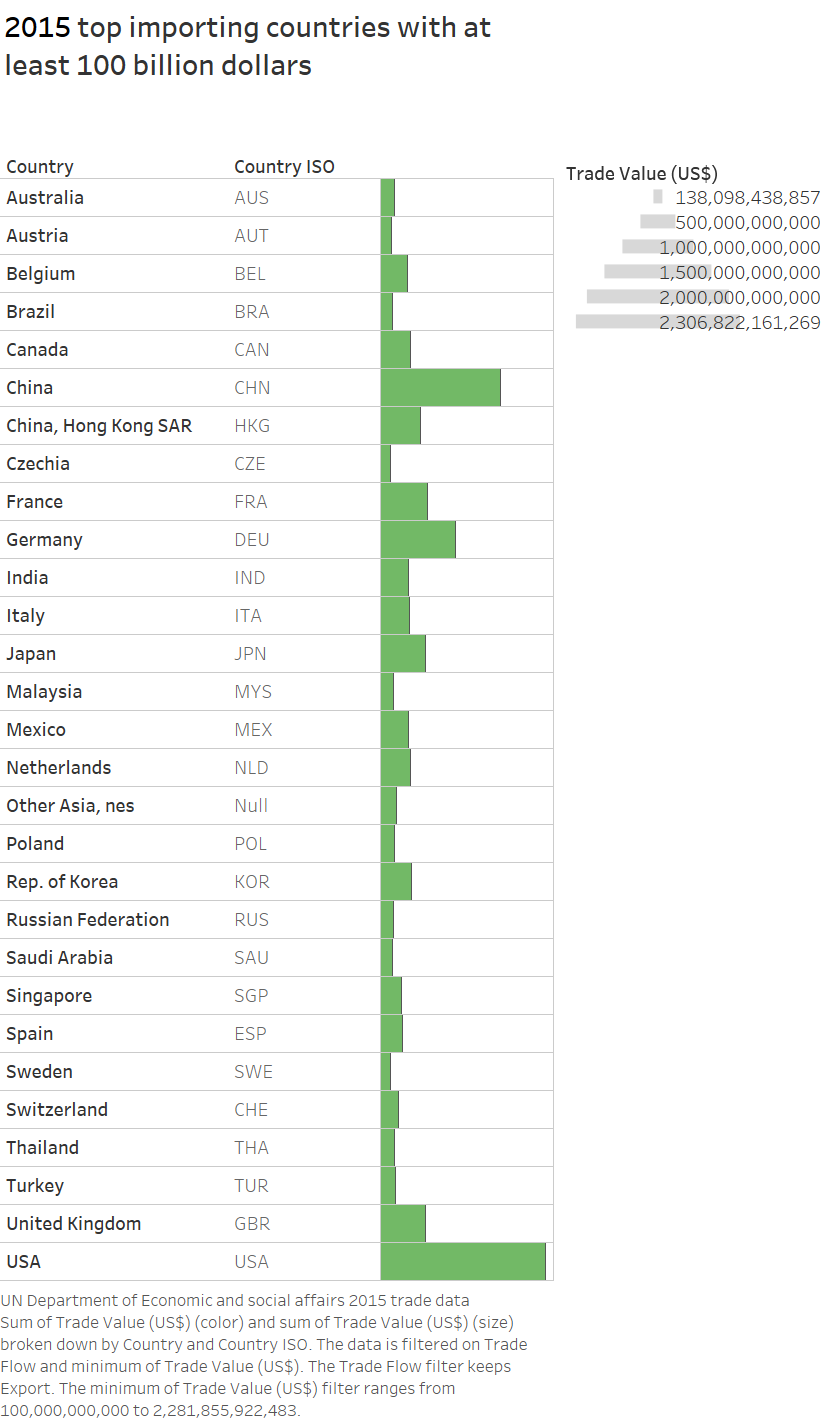 2015 top importing countries with at
least 100 billion dollars
Country Country ISO
Trade Value (US$)
Australia AUS
138,098,438,857
500,000,000,000
1,000,000,000,000
1,500,000,000,000
2,000,000,000,000
2,306,822,161,269
Austria AUT
Belgium BEL
Brazil BRA
Canada CAN
China CHN
China, Hong Kong SAR HKG
Czechia CZE
France FRA
Germany DEU
India IND
Italy ITA
Japan JPN
Malaysia MYS
Mexico MEX
Netherlands NLD
Other Asia, nes Null
Poland POL
Rep. of Korea KOR
Russian Federation RUS
Saudi Arabia SAU
Singapore SGP
Spain ESP
Sweden SWE
Switzerland CHE
Thailand THA
Turkey TUR
United Kingdom GBR
USA USA
UN Department of Economic and social affairs 2015 trade data
Sum of Trade Value (US$) (color) and sum of Trade Value (US$) (size)
broken down by Country and Country ISO. The data is filtered on Trade
Flow and minimum of Trade Value (US$). The Trade Flow filter keeps
Export. The minimum of Trade Value (US$) filter ranges from
100,000,000,000 to 2,281,855,922,483.